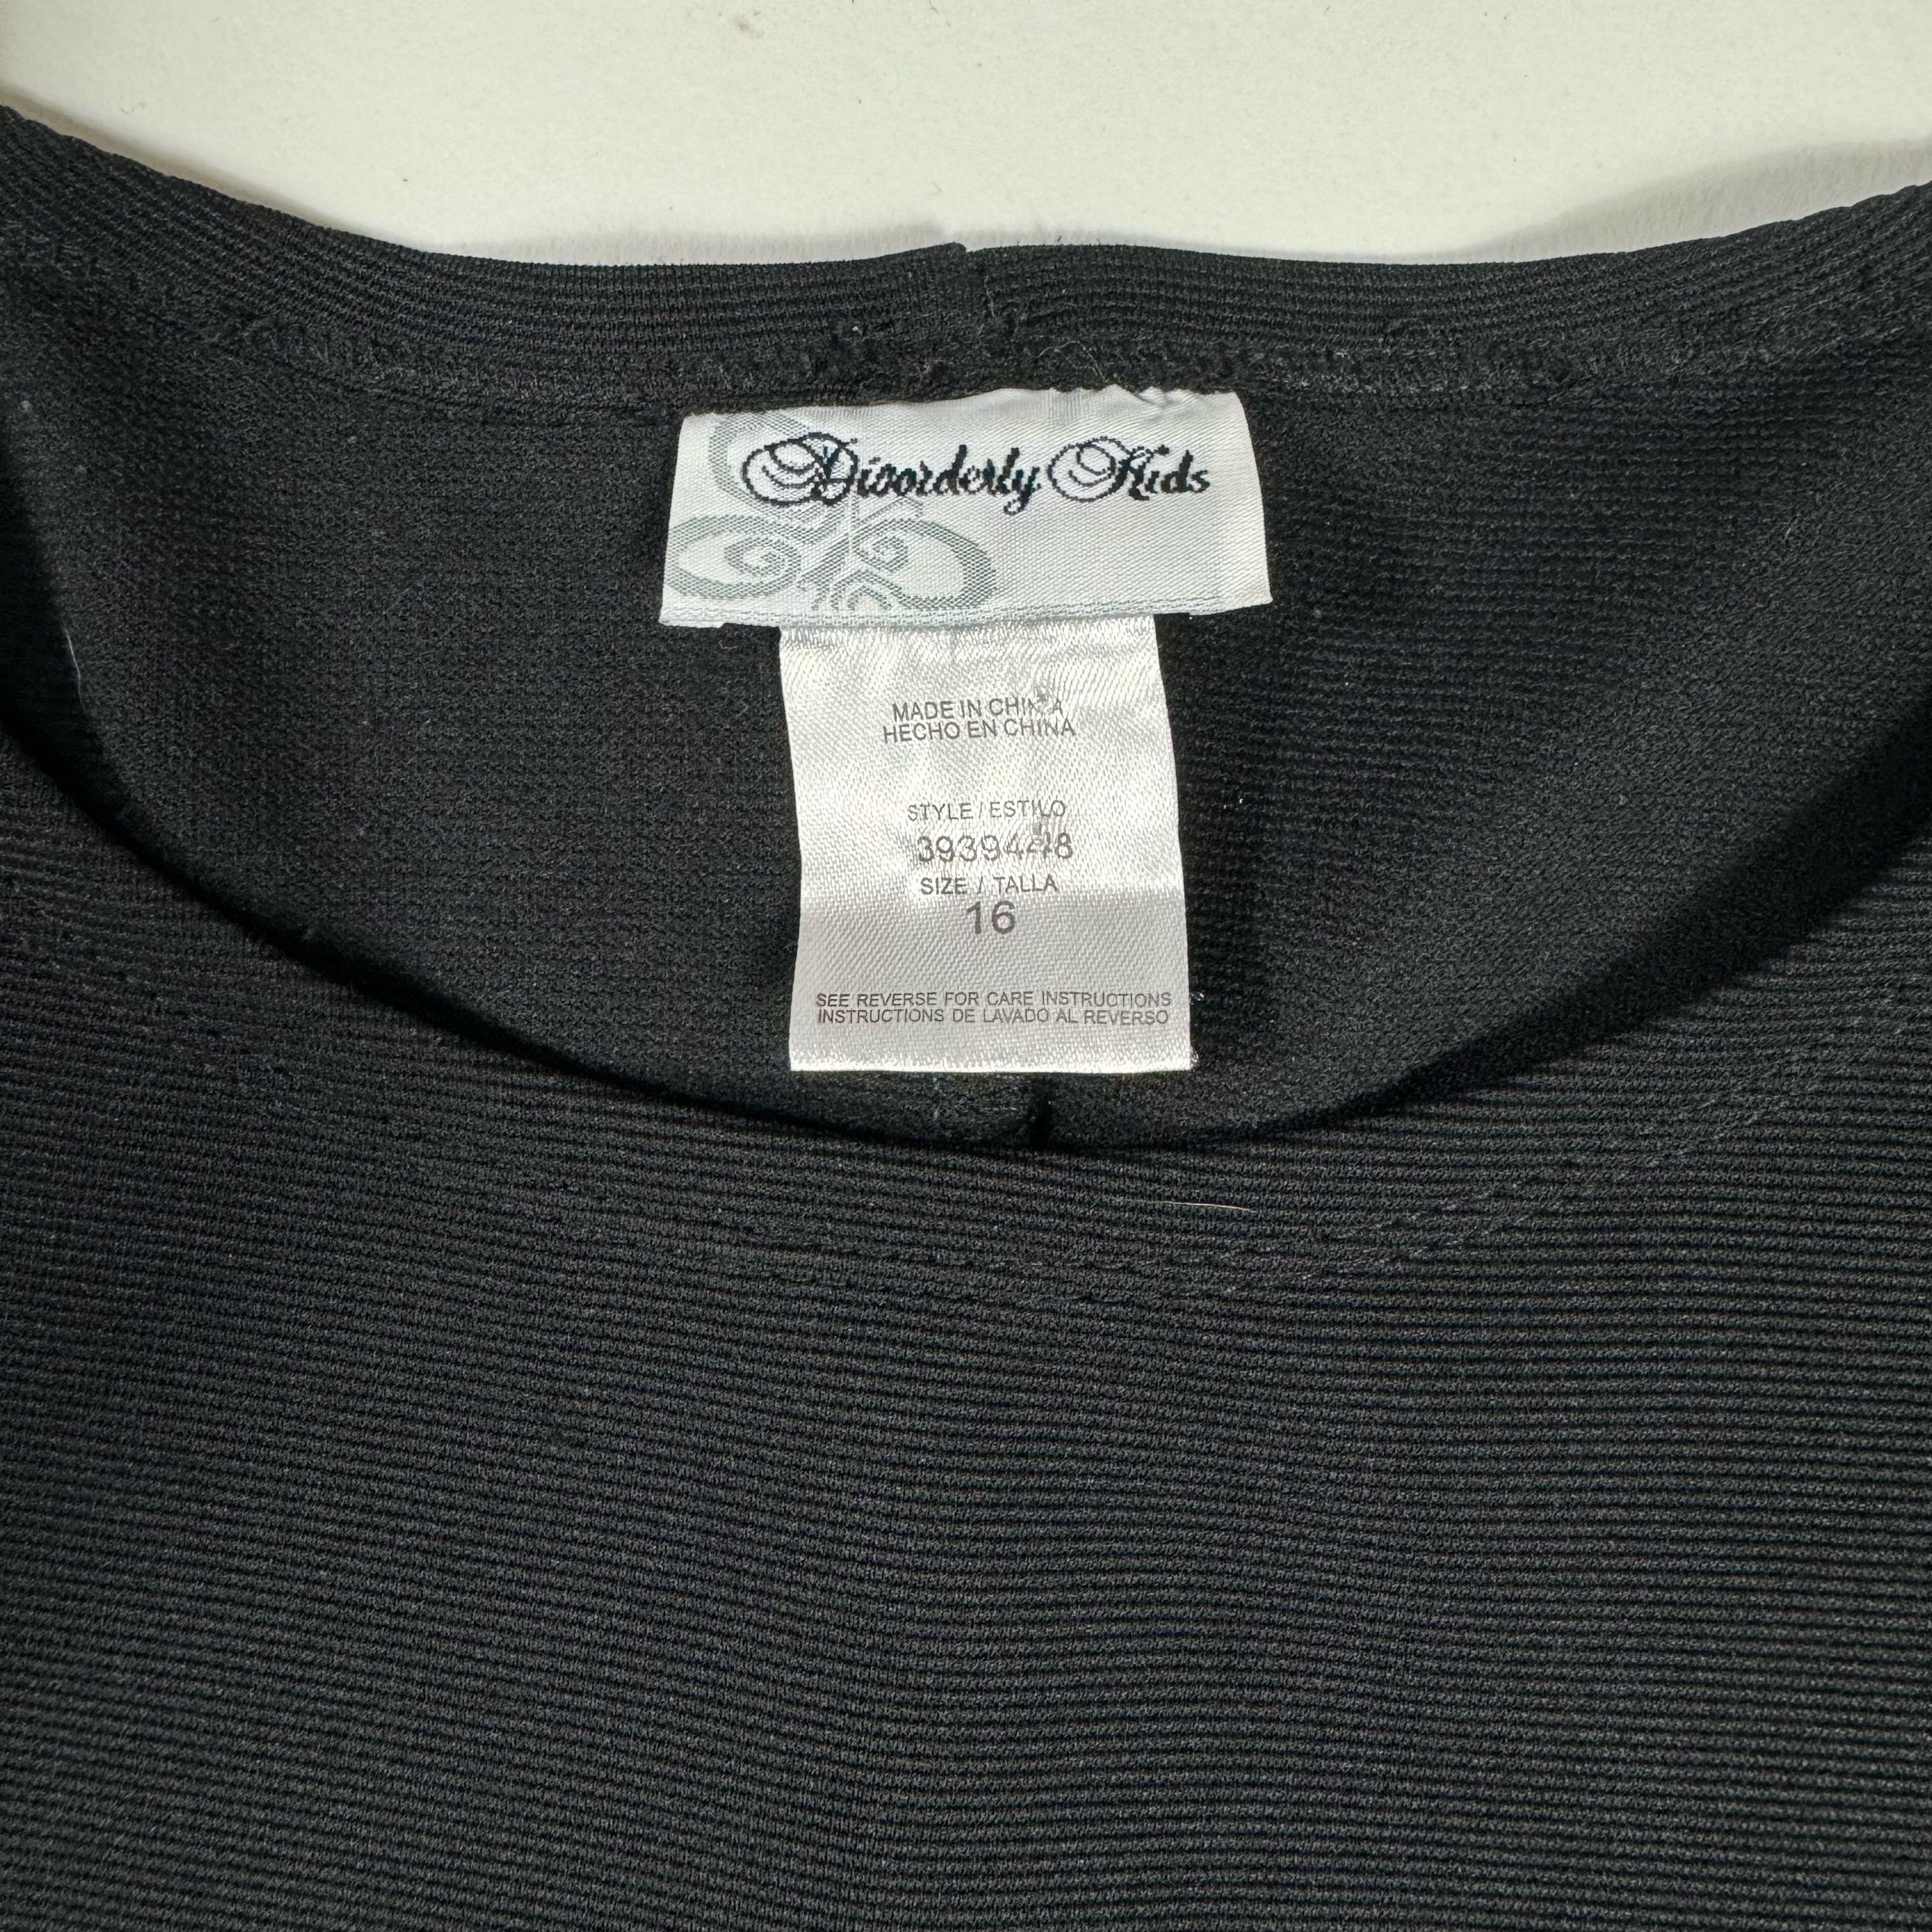 Disorderly Kids
MADE IN CHINA
HECHO EN CHINA
STYLE / ESTILO
39394448
SIZE / TALLA
16
SEE REVERSE FOR CARE INSTRUCTIONS
INSTRUCTIONS DE LAVADO AL REVERSO